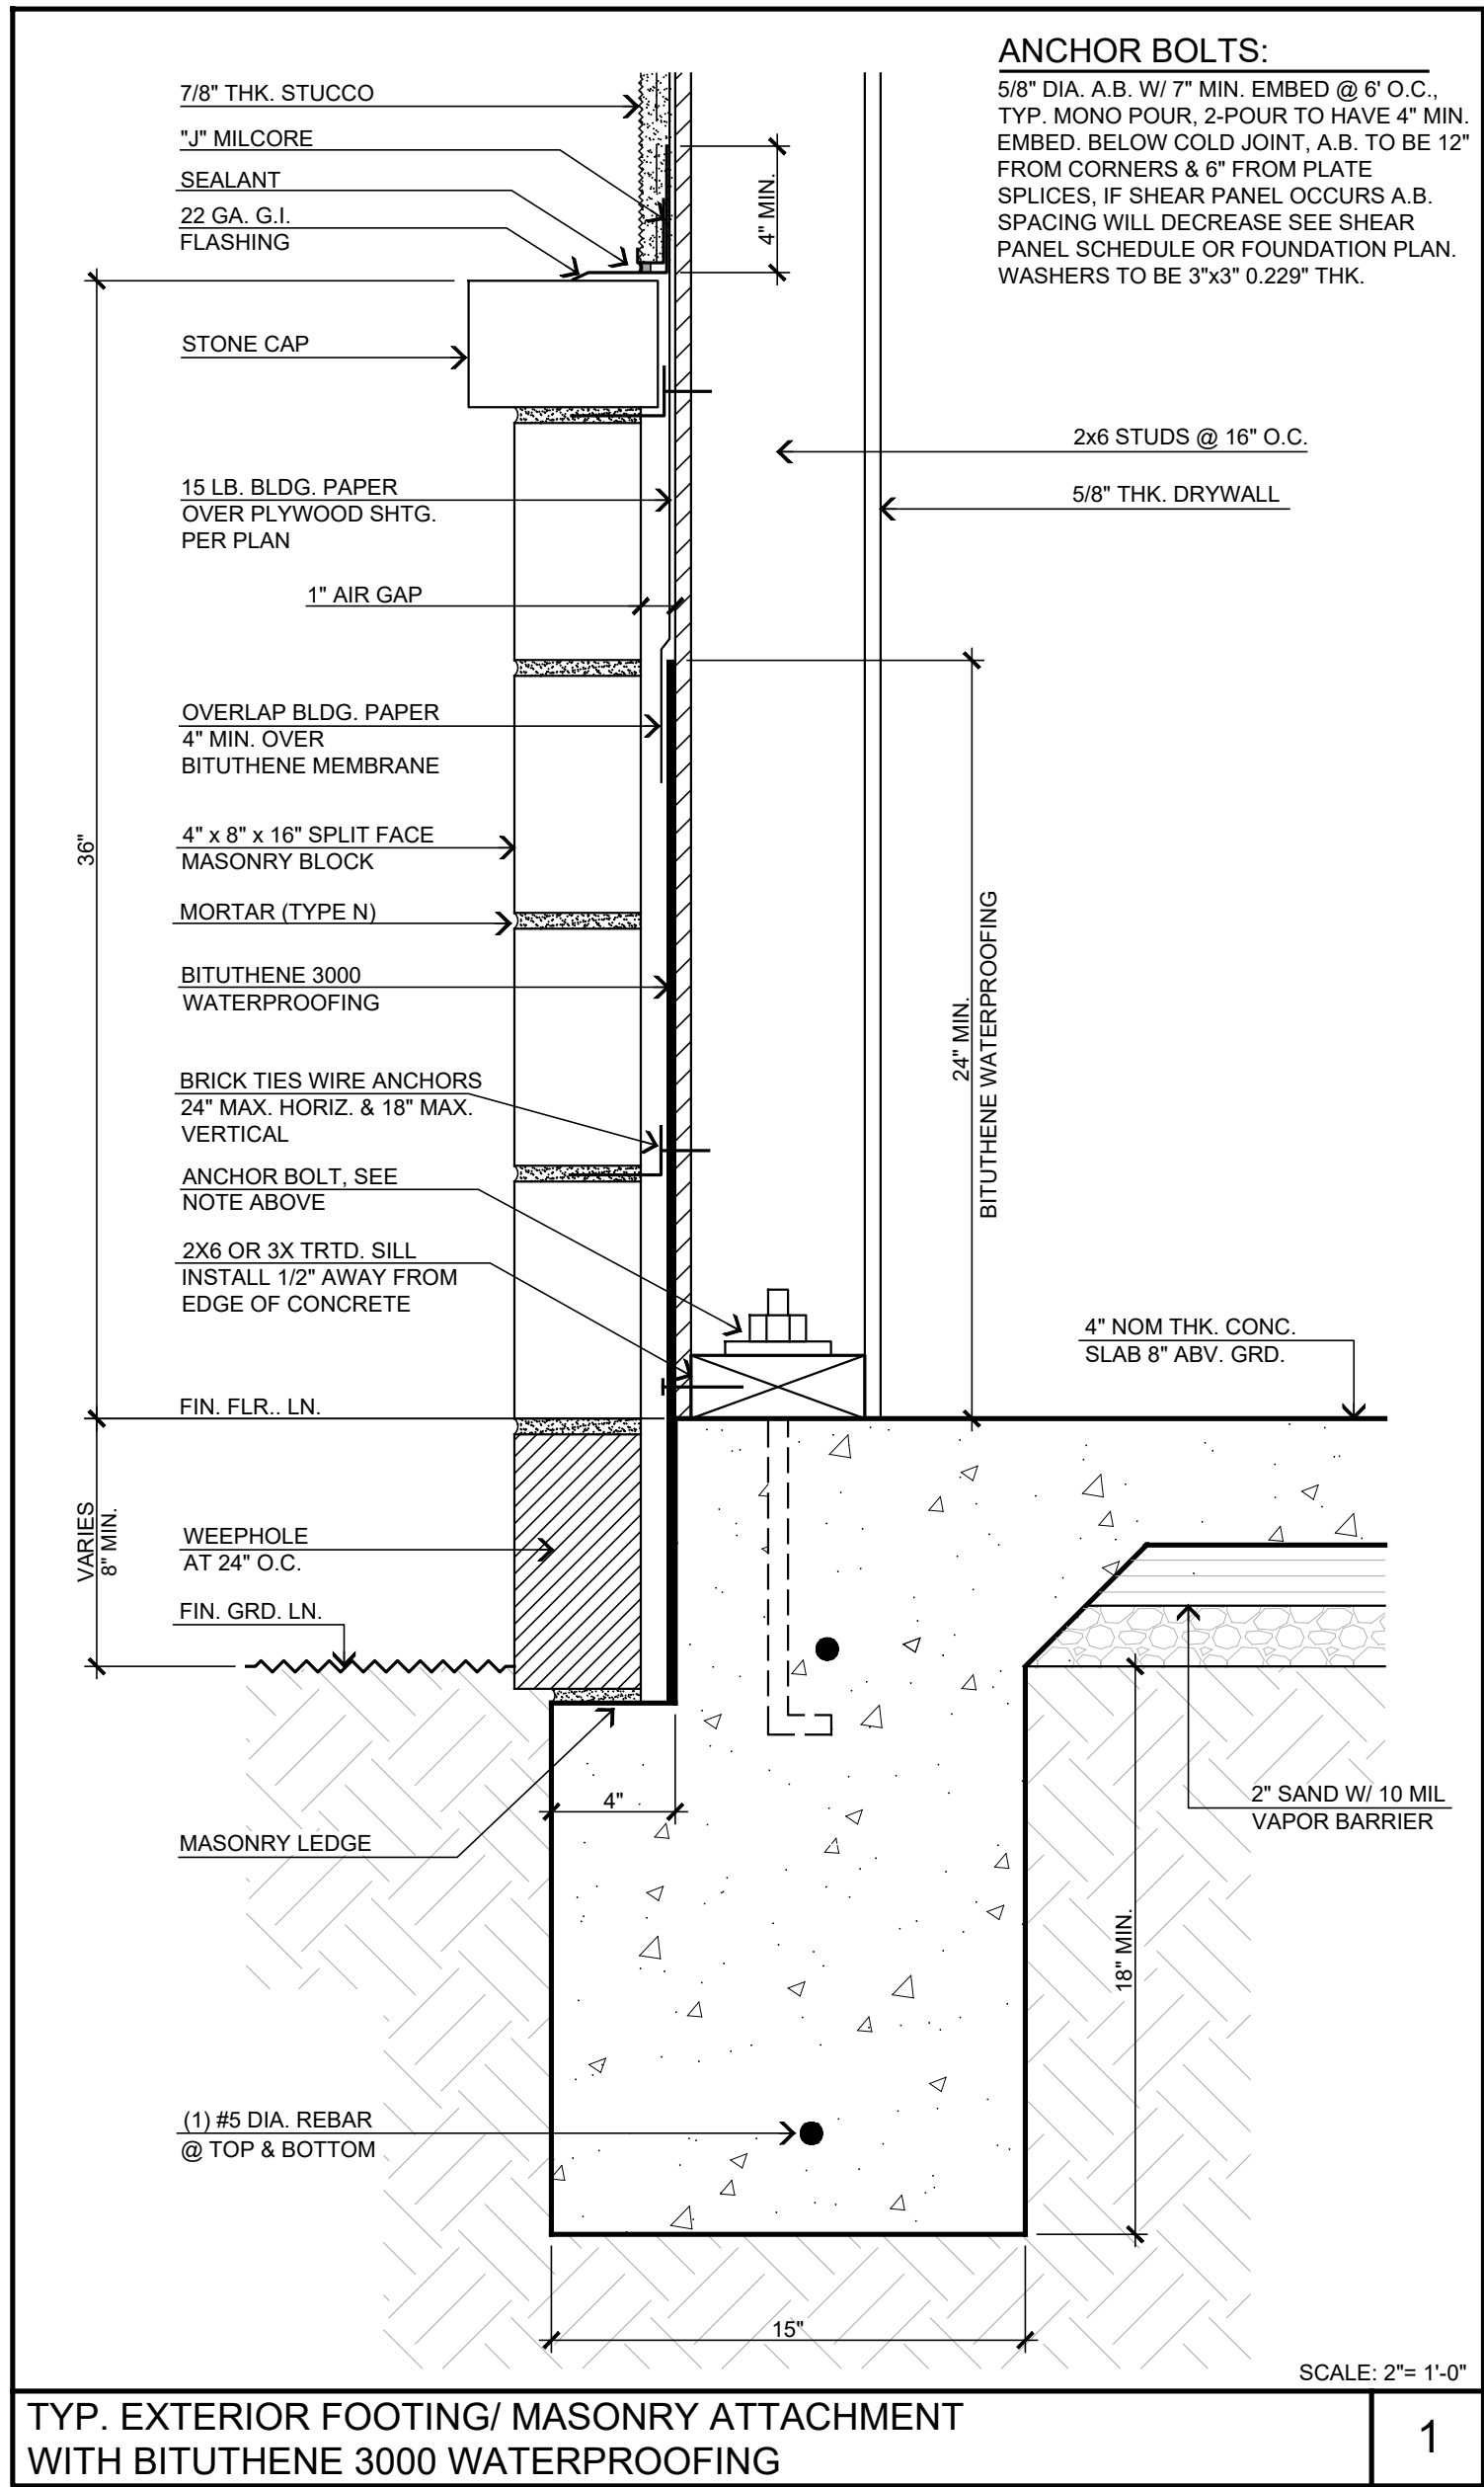 ANCHOR BOLTS:
5/8" DIA. A.B. W/ 7" MIN. EMBED @ 6' O.C.,
TYP. MONO POUR, 2-POUR TO HAVE 4" MIN.
EMBED. BELOW COLD JOINT, A.B. TO BE 12"
FROM CORNERS & 6" FROM PLATE
SPLICES, IF SHEAR PANEL OCCURS A.B.
SPACING WILL DECREASE SEE SHEAR
PANEL SCHEDULE OR FOUNDATION PLAN.
WASHERS TO BE 3"x3" 0.229" THK.
7/8" THK. STUCCO
"J" MILCORE
SEALANT
22 GA. G.I.
FLASHING
4" MIN.
STONE CAP
2x6 STUDS @ 16" O.C.
5/8" THK. DRYWALL
15 LB. BLDG. PAPER
OVER PLYWOOD SHTG.
PER PLAN
1" AIR GAP
OVERLAP BLDG. PAPER
4" MIN. OVER
BITUTHENE MEMBRANE
36"
4" x 8" x 16" SPLIT FACE
MASONRY BLOCK
MORTAR (TYPE N)
BITUTHENE 3000
WATERPROOFING
24" MIN.
BITUTHENE WATERPROOFING
BRICK TIES WIRE ANCHORS
24" MAX. HORIZ. & 18" MAX.
VERTICAL
ANCHOR BOLT, SEE
NOTE ABOVE
2X6 OR 3X TRTD. SILL
INSTALL 1/2" AWAY FROM
EDGE OF CONCRETE
4" NOM THK. CONC.
SLAB 8" ABV. GRD.
FIN. FLR.. LN.
VARIES
8" MIN.
WEEPHOLE
AT 24" O.C.
FIN. GRD. LN.
4"
2" SAND W/ 10 MIL
VAPOR BARRIER
MASONRY LEDGE
18" MIN.
(1) #5 DIA. REBAR
@ TOP & BOTTOM
15"
SCALE: 2"= 1'-0"
TYP. EXTERIOR FOOTING/ MASONRY ATTACHMENT
WITH BITUTHENE 3000 WATERPROOFING
1